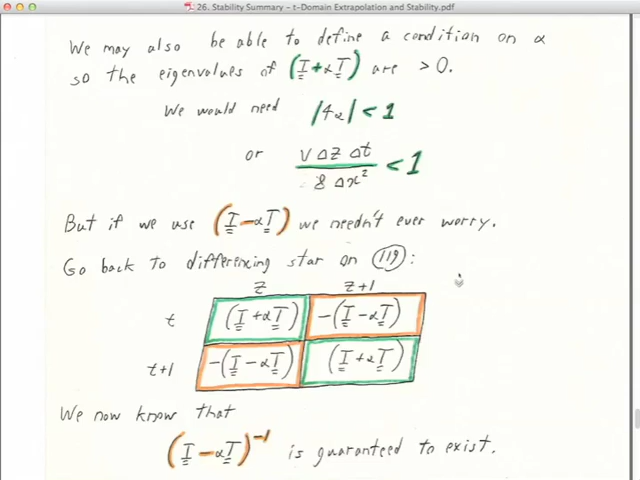 26. Stability Summary - t-Domain Extrapolation and Stability.pdf
We may also be able to define a condition on α
so the eigenvalues of (I+αT) are > 0.
We would need |4α| < 1
or V Δz Δt / 8 Δx² < 1
But if we use (I-αT) we needn't ever worry.
Go back to differencing star on 119:
z z+1
t (I+αT) -(I-αT)
t+1 -(I-αT) (I+αT)
We now know that
(I-αT)⁻¹ is guaranteed to exist.